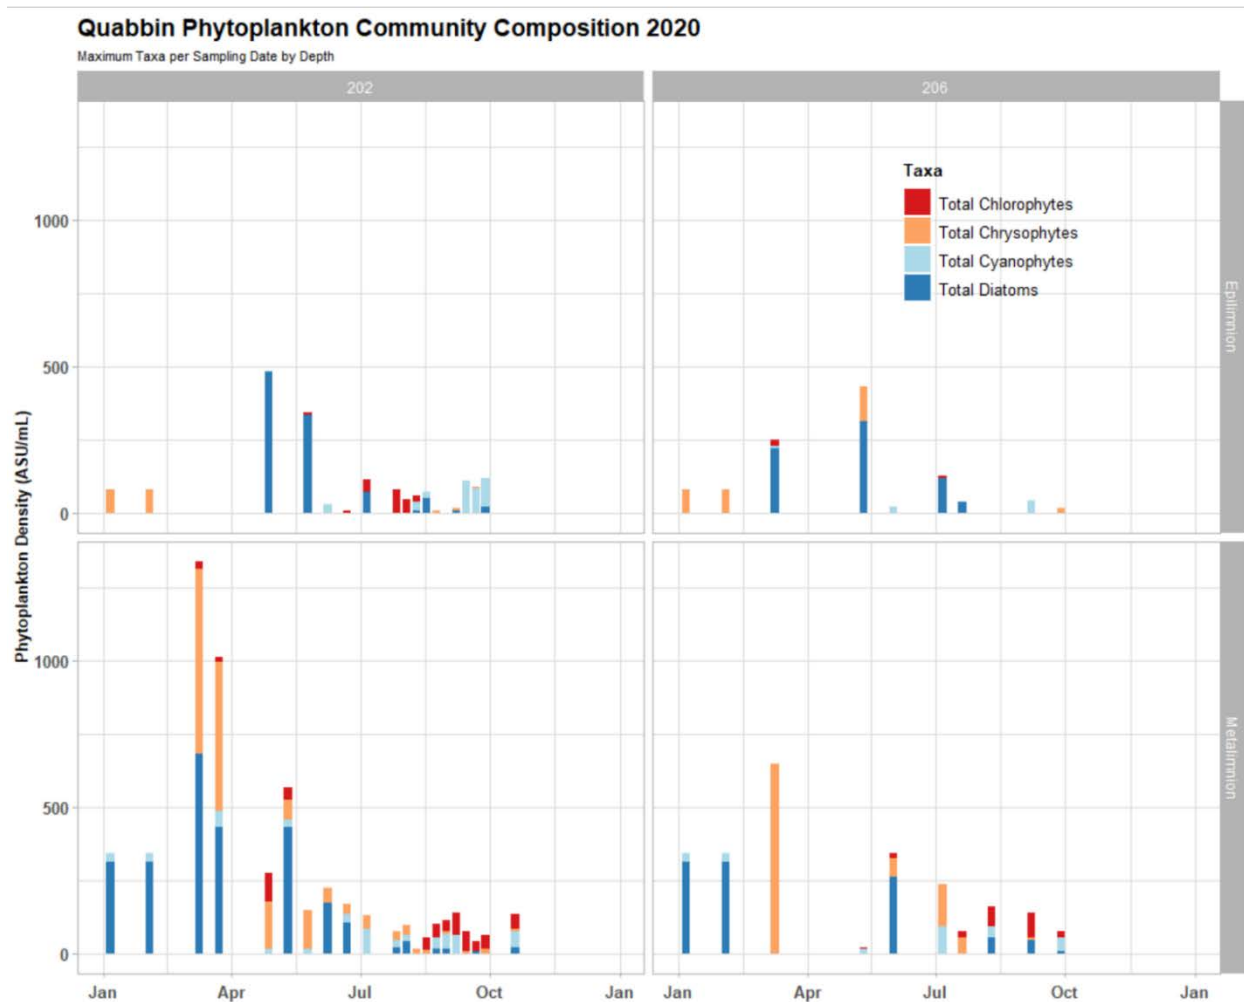 Quabbin Phytoplankton Community Composition 2020
Maximum Taxa per Sampling Date by Depth
202
206
Taxa
Total Chlorophytes
Total Chrysophytes
Total Cyanophytes
Total Diatoms
1000
500
0
Epilimnion
Phytoplankton Density (ASU/mL)
1000
500
0
Metalimnion
Jan Apr Jul Oct Jan
Jan Apr Jul Oct Jan